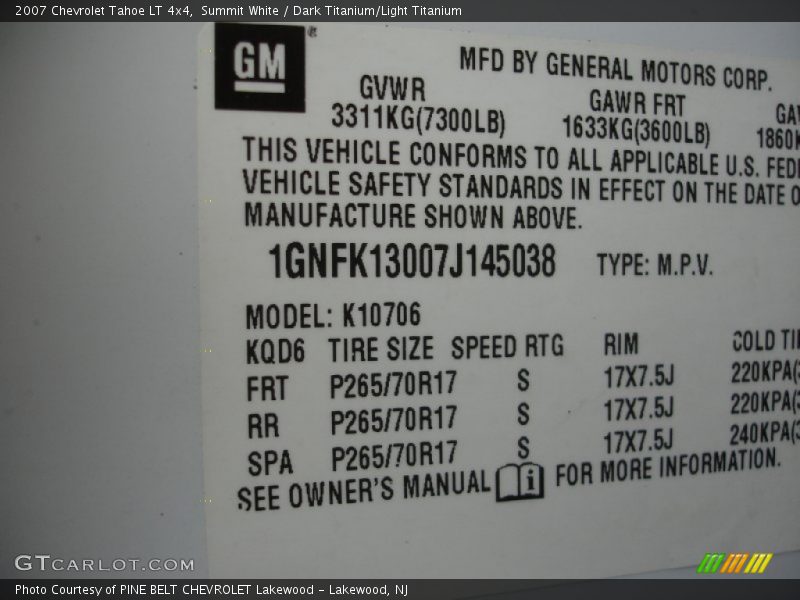 2007 Chevrolet Tahoe LT 4x4, Summit White / Dark Titanium/Light Titanium
GM ®
MFD BY GENERAL MOTORS CORP.
GVWR GAWR FRT
3311KG(7300LB) 1633KG(3600LB) 1860K
THIS VEHICLE CONFORMS TO ALL APPLICABLE U.S.
VEHICLE SAFETY STANDARDS IN EFFECT ON THE DATE
MANUFACTURE SHOWN ABOVE.
1GNFK13007J145038 TYPE: M.P.V.
MODEL: K10706
KQD6 TIRE SIZE SPEED RTG RIM COLD
FRT P265/70R17 S 17X7.5J 220KPA(
RR P265/70R17 S 17X7.5J 220KPA(
SPA P265/70R17 S 17X7.5J 240KPA(
SEE OWNER'S MANUAL i FOR MORE INFORMATION.
GTCARLOT.COM
Photo Courtesy of PINE BELT CHEVROLET Lakewood - Lakewood, NJ